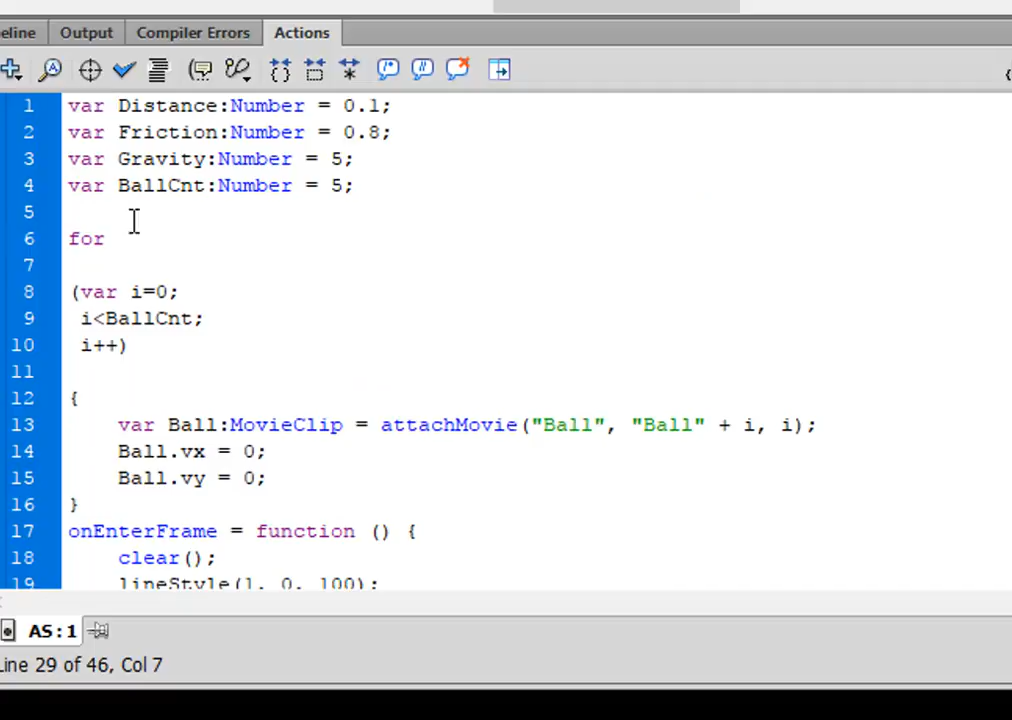 eline Output Compiler Errors Actions
1 var Distance:Number = 0.1;
2 var Friction:Number = 0.8;
3 var Gravity:Number = 5;
4 var BallCnt:Number = 5;
5
6 for
7
8 (var i=0;
9 i<BallCnt;
10 i++)
11
12 {
13 var Ball:MovieClip = attachMovie("Ball", "Ball" + i, i);
14 Ball.vx = 0;
15 Ball.vy = 0;
16 }
17 onEnterFrame = function () {
18 clear();
19 lineStyle(1, 0, 100);
AS:1
Line 29 of 46, Col 7